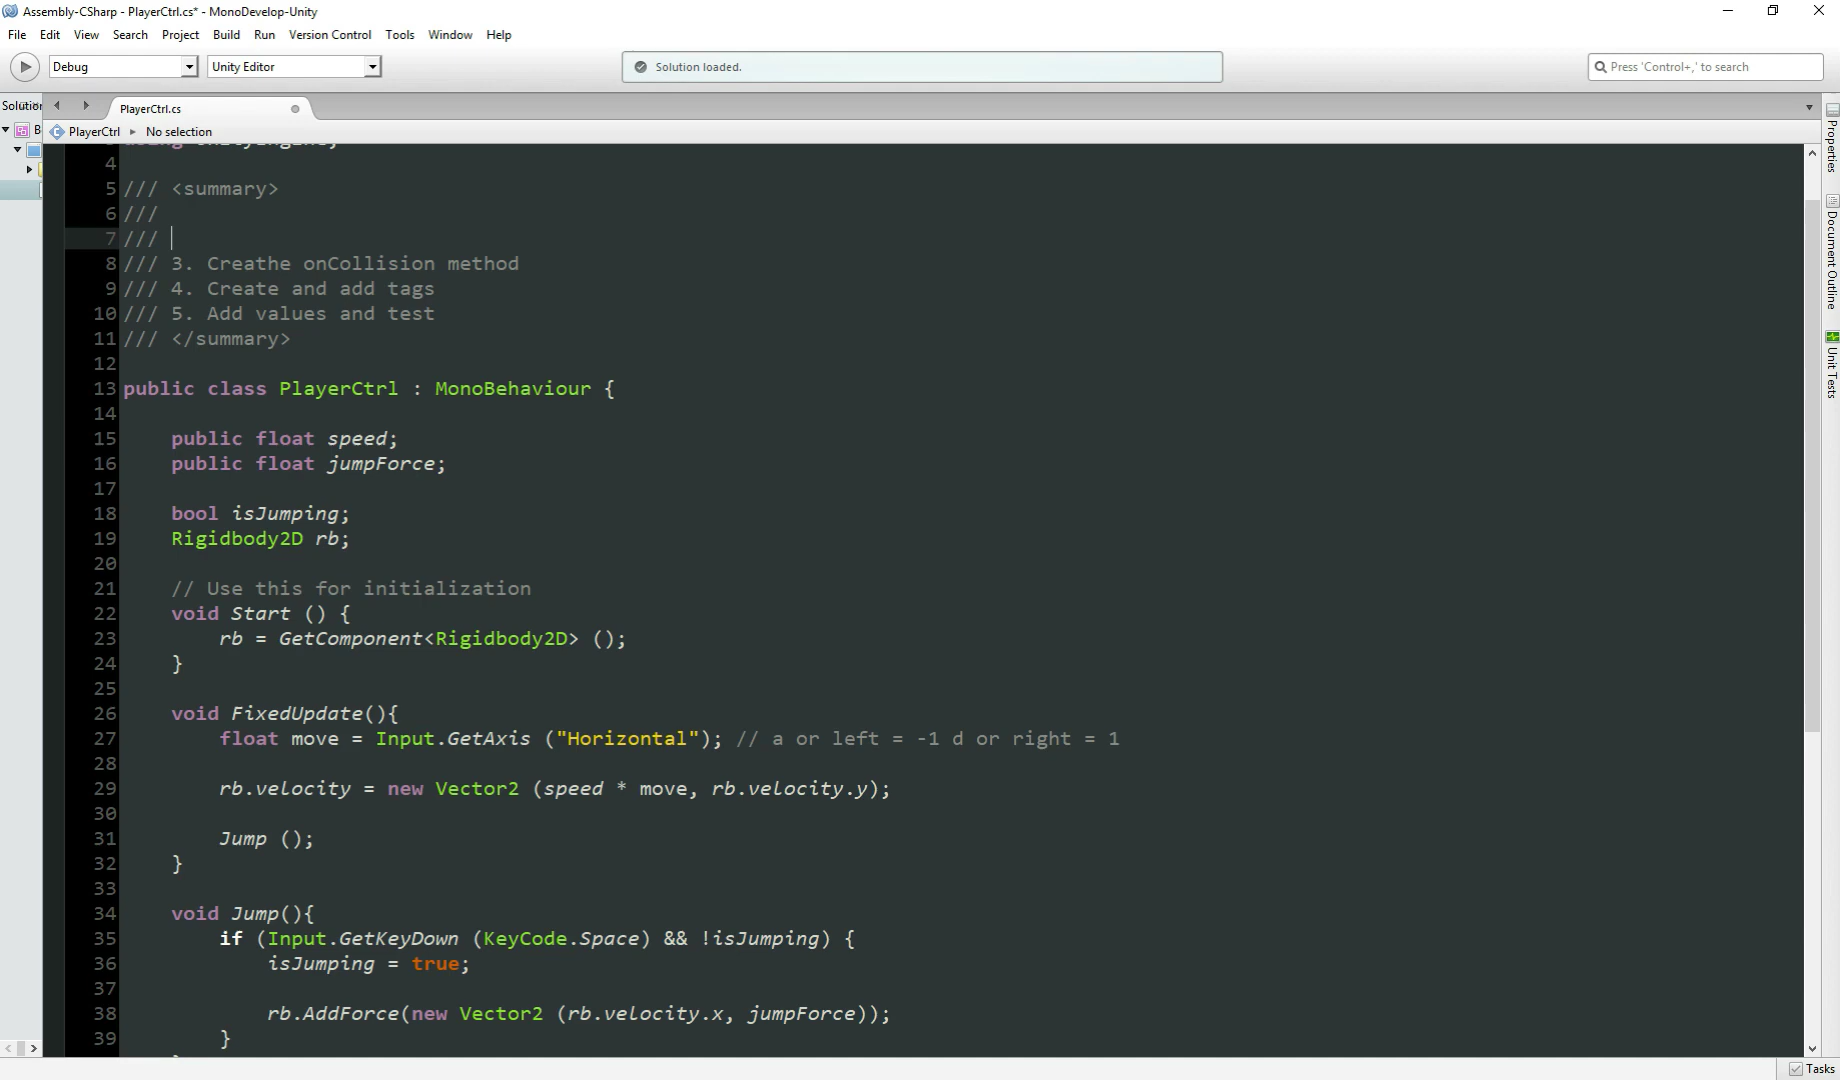 Assembly-CSharp - PlayerCtrl.cs* - MonoDevelop-Unity
File Edit View Search Project Build Run Version Control Tools Window Help
Debug Unity Editor Solution loaded. Press 'Control+,' to search
PlayerCtrl.cs
PlayerCtrl No selection
4
5 /// <summary>
6 ///
7 ///
8 /// 3. Creathe onCollision method
9 /// 4. Create and add tags
10 /// 5. Add values and test
11 /// </summary>
12
13 public class PlayerCtrl : MonoBehaviour {
14
15 public float speed;
16 public float jumpForce;
17
18 bool isJumping;
19 Rigidbody2D rb;
20
21 // Use this for initialization
22 void Start () {
23 rb = GetComponent<Rigidbody2D> ();
24 }
25
26 void FixedUpdate(){
27 float move = Input.GetAxis ("Horizontal"); // a or left = -1 d or right = 1
28
29 rb.velocity = new Vector2 (speed * move, rb.velocity.y);
30
31 Jump ();
32 }
33
34 void Jump(){
35 if (Input.GetKeyDown (KeyCode.Space) && !isJumping) {
36 isJumping = true;
37
38 rb.AddForce(new Vector2 (rb.velocity.x, jumpForce));
39 }
Properties
Document Outline
Unit Tests
Tasks